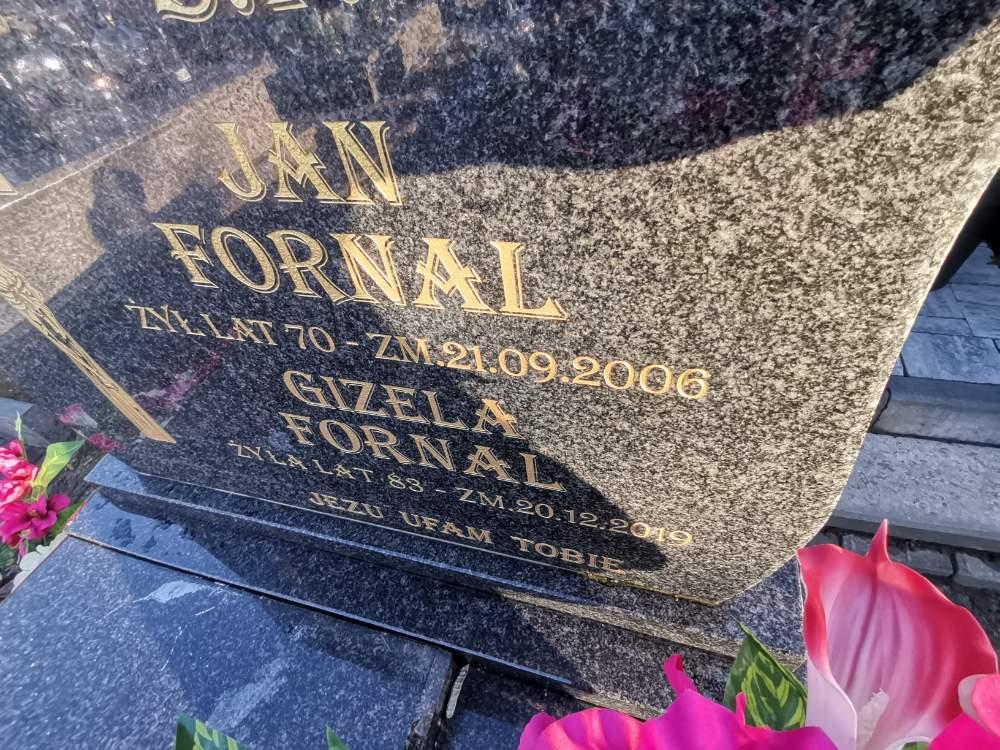 JAN
FORNAL
ŻYŁ LAT 70 - ZM.21.09.2006
GIZELA
FORNAL
ŻYŁA LAT 83 - ZM.20.12.2019
JEZU UFAM TOBIE